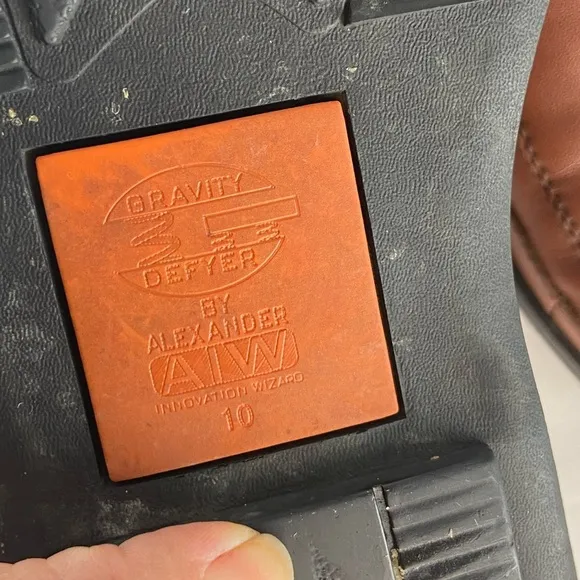 GRAVITY
DEFYER
BY
ALEXANDER
AIW
INNOVATION WIZARD
10